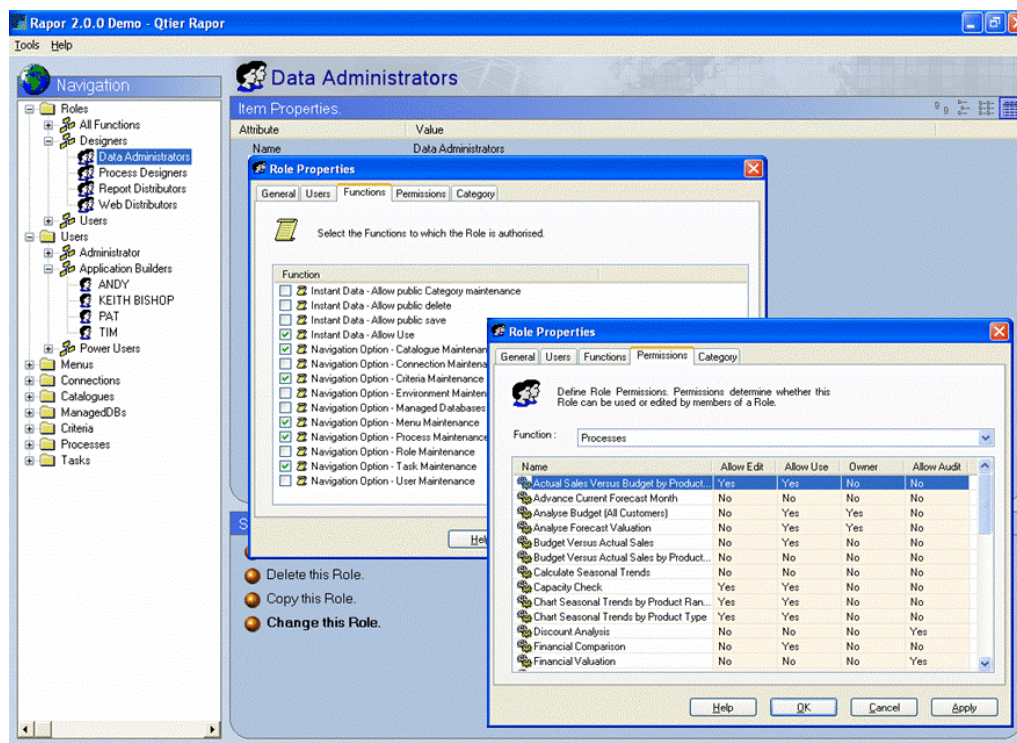 Rapor 2.0.0 Demo - Qtier Rapor
Tools Help
Navigation
Roles
All Functions
Designers
Data Administrators
Process Designers
Report Distributors
Web Distributors
Users
Users
Administrator
Application Builders
ANDY
KEITH BISHOP
PAT
TIM
Power Users
Menus
Connections
Catalogues
ManagedDBs
Criteria
Processes
Tasks
Data Administrators
Item Properties.
Attribute Value
Name Data Administrators
Role Properties
General Users Functions Permissions Category
Select the Functions to which the Role is authorised.
Function
Instant Data - Allow public Category maintenance
Instant Data - Allow public delete
Instant Data - Allow public save
Instant Data - Allow Use
Navigation Option - Catalogue Maintenan
Navigation Option - Connection Maintena
Navigation Option - Criteria Maintenance
Navigation Option - Environment Mainten
Navigation Option - Managed Databases
Navigation Option - Menu Maintenance
Navigation Option - Process Maintenance
Navigation Option - Role Maintenance
Navigation Option - Task Maintenance
Navigation Option - User Maintenance
Hel
S
Delete this Role.
Copy this Role.
Change this Role.
Role Properties
General Users Functions Permissions Category
Define Role Permissions. Permissions determine whether this
Role can be used or edited by members of a Role.
Function : Processes
Name Allow Edit Allow Use Owner Allow Audit
Actual Sales Versus Budget by Product... Yes Yes No No
Advance Current Forecast Month No No No No
Analyse Budget (All Customers) No Yes Yes No
Analyse Forecast Valuation No Yes Yes No
Budget Versus Actual Sales No Yes No No
Budget Versus Actual Sales by Product... No No No No
Calculate Seasonal Trends No No No No
Capacity Check Yes Yes No No
Chart Seasonal Trends by Product Ran... Yes Yes No No
Chart Seasonal Trends by Product Type Yes Yes No No
Discount Analysis No No No Yes
Financial Comparison No Yes No No
Financial Valuation No No No Yes
Help OK Cancel Apply